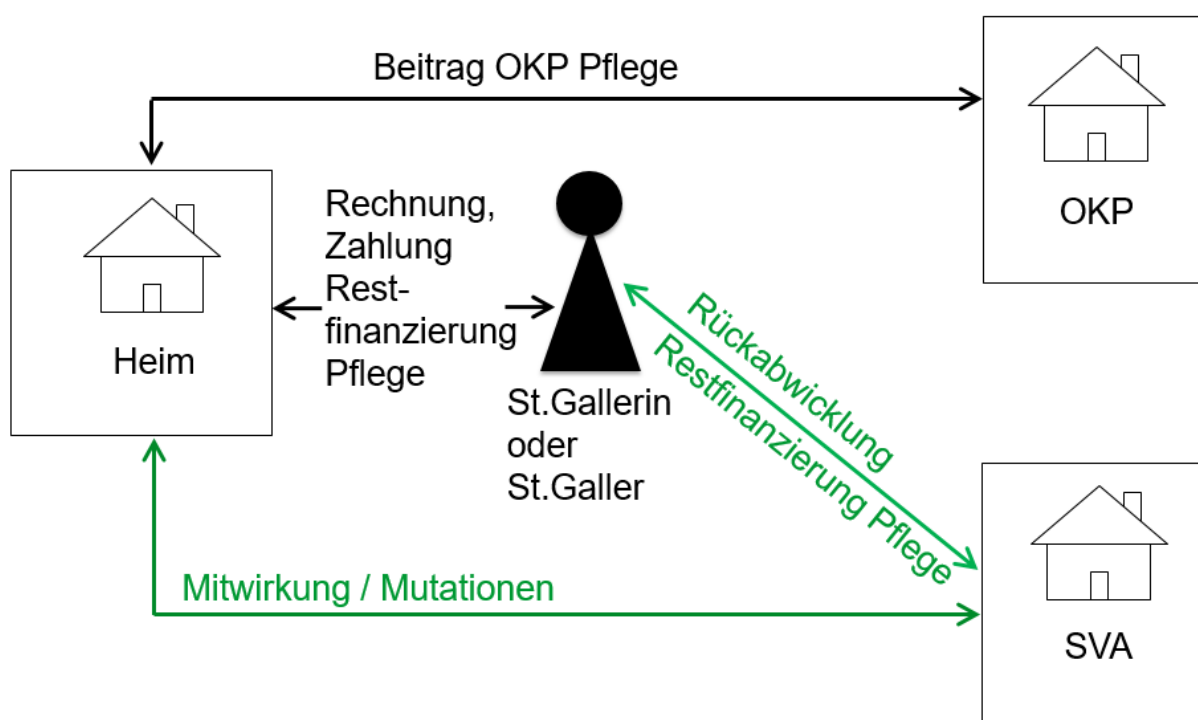 Beitrag OKP Pflege
OKP
Heim
Rechnung,
Zahlung
Rest-
finanzierung
Pflege
St.Gallerin
oder
St.Galler
Rückabwicklung
Restfinanzierung Pflege
Mitwirkung / Mutationen
SVA